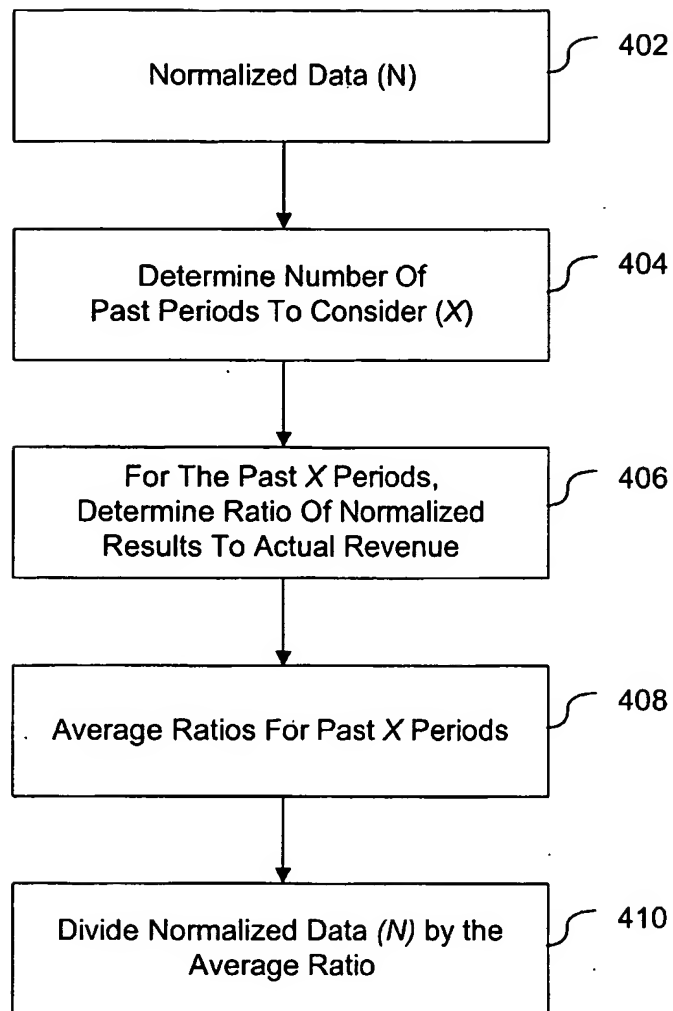 Normalized Data (N)
402
Determine Number Of
Past Periods To Consider (X)
404
For The Past X Periods,
Determine Ratio Of Normalized
Results To Actual Revenue
406
Average Ratios For Past X Periods
408
Divide Normalized Data (N) by the
Average Ratio
410